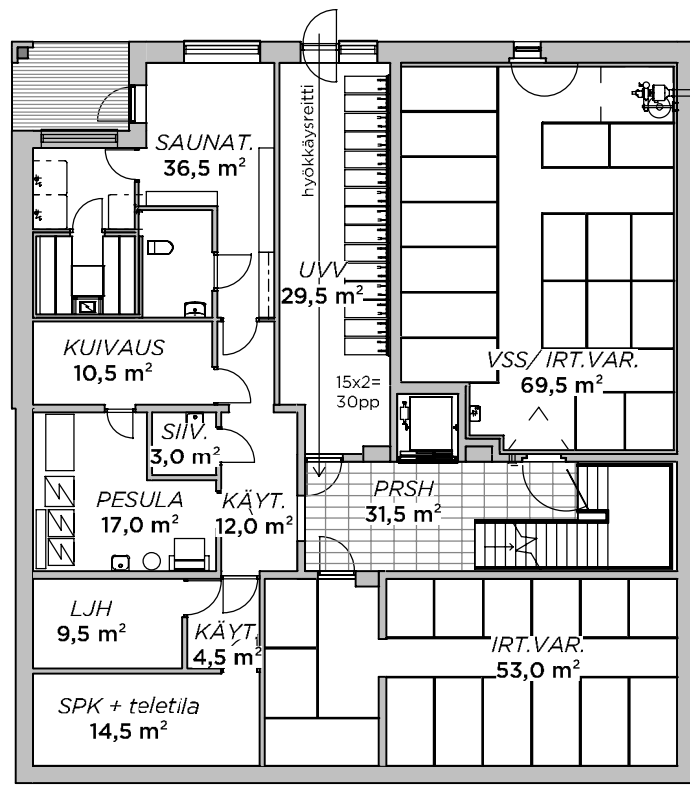 SAUNAT.
36,5 m²
hyökkäysreitti
UVV
29,5 m²
15x2=
30pp
VSS/ IRT.VAR.
69,5 m²
KUIVAUS
10,5 m²
SIIV.
3,0 m²
PESULA
17,0 m²
KÄYT.
12,0 m²
PRSH
31,5 m²
LJH
9,5 m²
KÄYT.
4,5 m²
SPK + teletila
14,5 m²
IRT.VAR.
53,0 m²